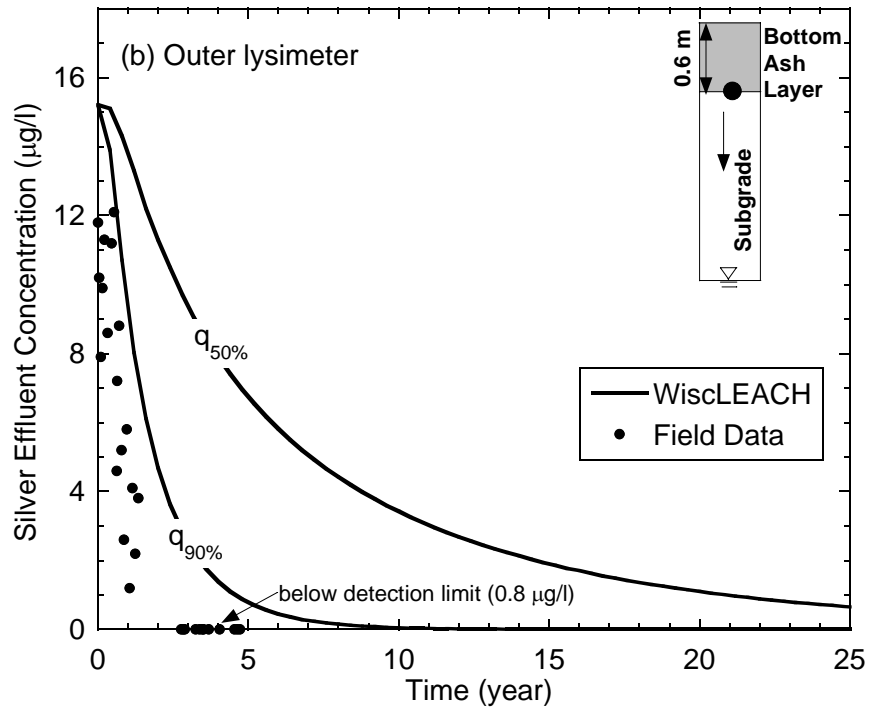 (b) Outer lysimeter
Bottom
Ash
Layer
0.6 m
Subgrade
16
12
8
4
0
Silver Effluent Concentration (μg/l)
q50%
q90%
WiscLEACH
Field Data
below detection limit (0.8 μg/l)
0 5 10 15 20 25
Time (year)